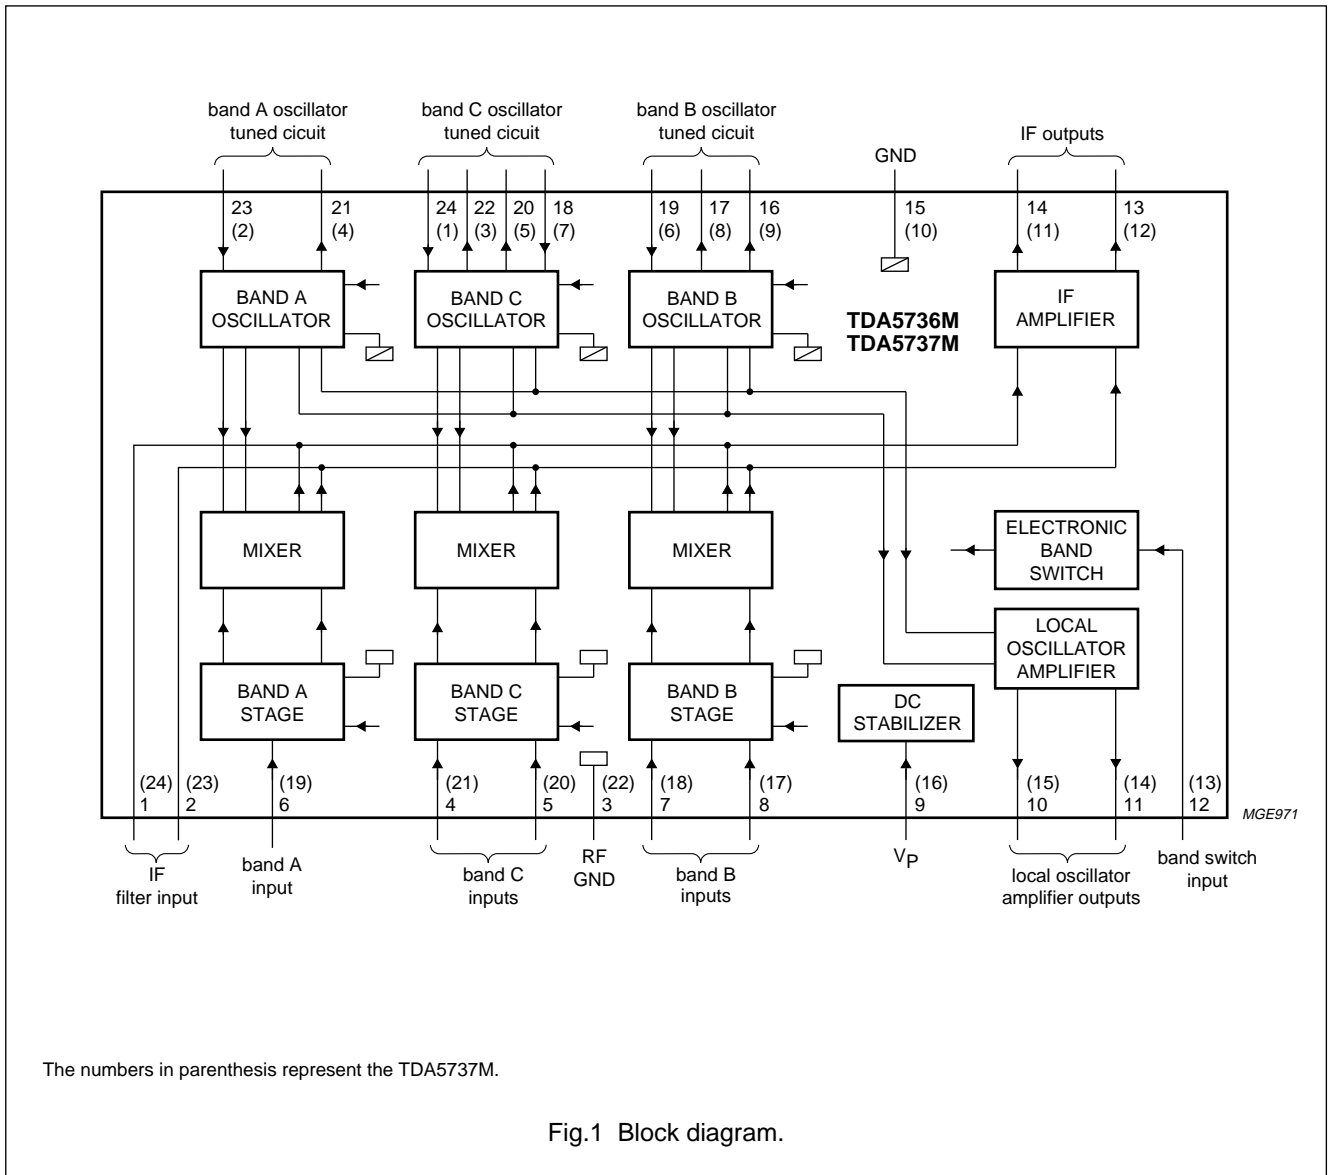 band A oscillator
tuned cicuit
band C oscillator
tuned cicuit
band B oscillator
tuned cicuit
GND
IF outputs
23
(2)
21
(4)
24
(1)
22
(3)
20
(5)
18
(7)
19
(6)
17
(8)
16
(9)
15
(10)
14
(11)
13
(12)
BAND A
OSCILLATOR
BAND C
OSCILLATOR
BAND B
OSCILLATOR
TDA5736M
TDA5737M
IF
AMPLIFIER
MIXER
MIXER
MIXER
ELECTRONIC
BAND
SWITCH
LOCAL
OSCILLATOR
AMPLIFIER
BAND A
STAGE
BAND C
STAGE
BAND B
STAGE
DC
STABILIZER
(24)
1
(23)
2
(19)
6
(21)
4
(20)
5
(22)
3
(18)
7
(17)
8
(16)
9
(15)
10
(14)
11
(13)
12
MGE971
IF
filter input
band A
input
band C
inputs
RF
GND
band B
inputs
VP
local oscillator
amplifier outputs
band switch
input
The numbers in parenthesis represent the TDA5737M.
Fig.1 Block diagram.